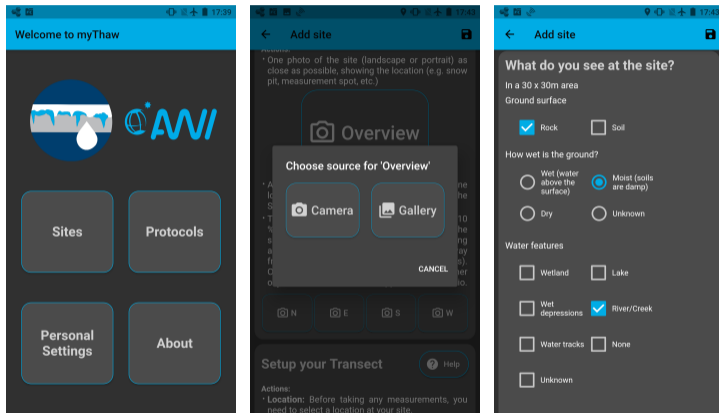 17:39
Welcome to myThaw
AWI
Sites
Protocols
Personal
Settings
About
17:42
Add site
Actions:
• One photo of the site (landscape or portrait) as
close as possible, showing the location (e.g. snow
pit, measurement spot, etc.)
Overview
Choose source for 'Overview'
Camera
Gallery
CANCEL
N
E
S
W
Setup your Transect
Help
Actions:
• Location: Before taking any measurements, you
need to select a location at your site
17:42
Add site
What do you see at the site?
In a 30 x 30m area
Ground surface
Rock
Soil
How wet is the ground?
Wet (water
above the
surface)
Moist (soils
are damp)
Dry
Unknown
Water features
Wetland
Lake
Wet
depressions
River/Creek
Water tracks
None
Unknown